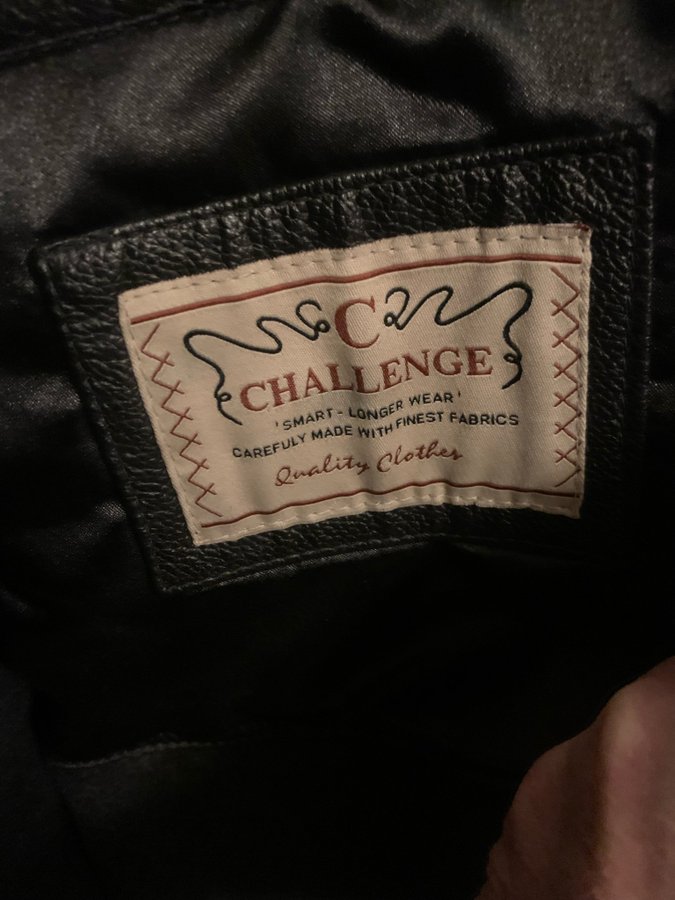 C
CHALLENGE
'SMART - LONGER WEAR'
CAREFULY MADE WITH FINEST FABRICS
Quality Clothes